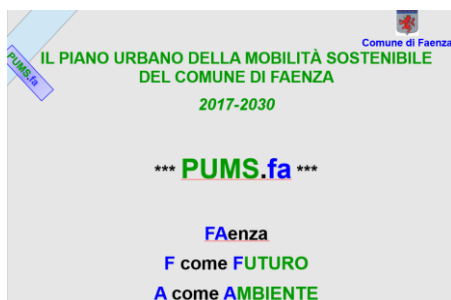 Comune di Faenza
PUMS.fa
IL PIANO URBANO DELLA MOBILITÀ SOSTENIBILE
DEL COMUNE DI FAENZA
2017-2030
*** PUMS.fa ***
FAenza
F come FUTURO
A come AMBIENTE